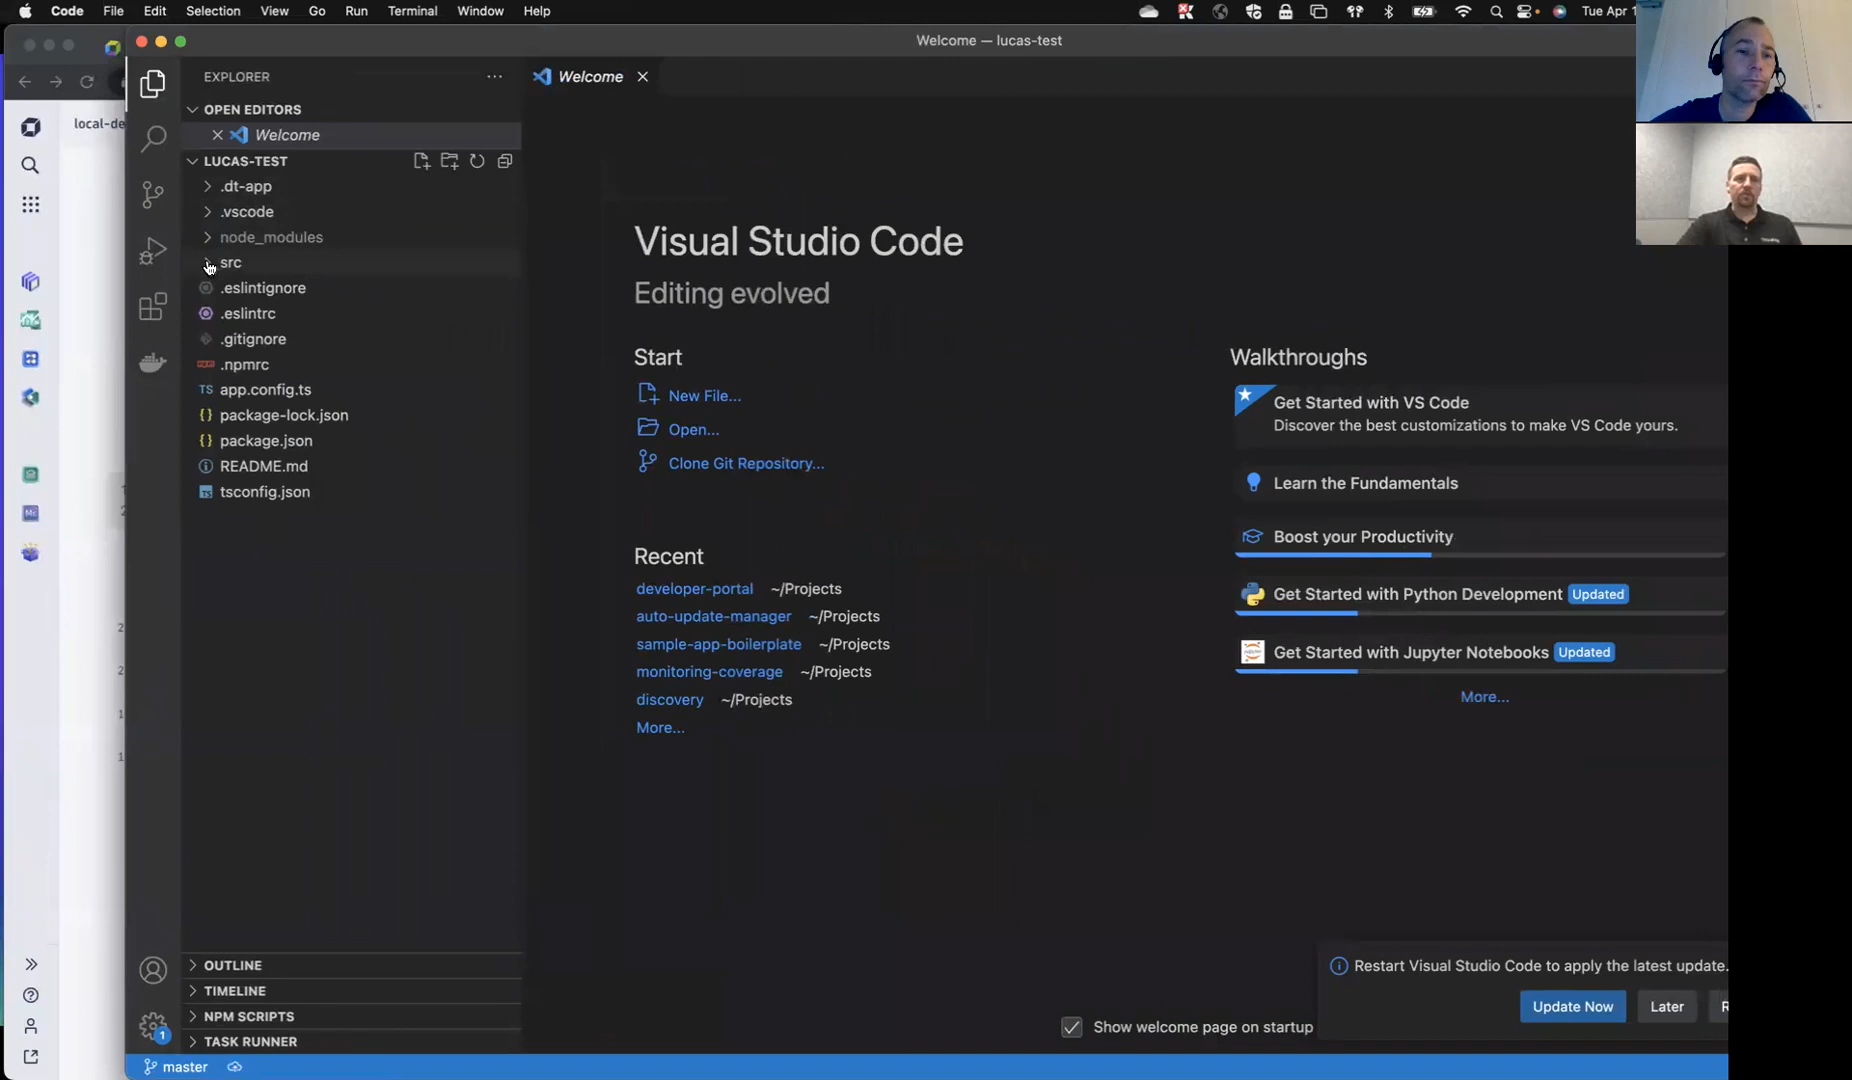 Code File Edit Selection View Go Run Terminal Window Help
Tue Apr 1
Welcome — lucas-test
EXPLORER
Welcome
OPEN EDITORS
Welcome
local-de
LUCAS-TEST
.dt-app
.vscode
node_modules
src
.eslintignore
.eslintrc
.gitignore
.npmrc
app.config.ts
package-lock.json
package.json
README.md
tsconfig.json
Visual Studio Code
Editing evolved
Start
New File...
Open...
Clone Git Repository...
Recent
developer-portal ~/Projects
auto-update-manager ~/Projects
sample-app-boilerplate ~/Projects
monitoring-coverage ~/Projects
discovery ~/Projects
More...
Walkthroughs
Get Started with VS Code
Discover the best customizations to make VS Code yours.
Learn the Fundamentals
Boost your Productivity
Get Started with Python Development Updated
Get Started with Jupyter Notebooks Updated
More...
OUTLINE
TIMELINE
NPM SCRIPTS
TASK RUNNER
Restart Visual Studio Code to apply the latest update.
Update Now Later R
Show welcome page on startup
1
master